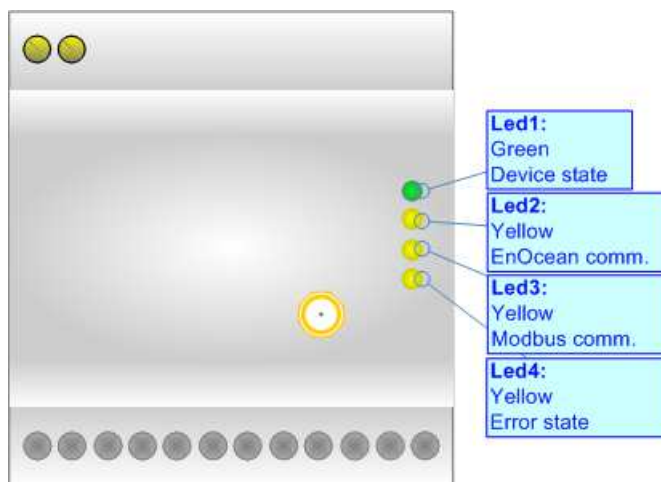 Led1:
Green
Device state
Led2:
Yellow
EnOcean comm.
Led3:
Yellow
Modbus comm.
Led4:
Yellow
Error state